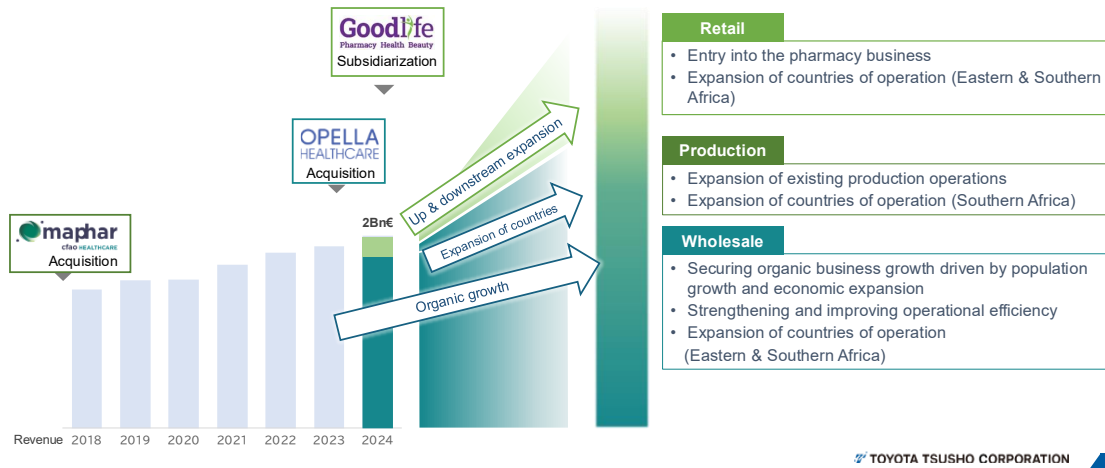 Goodlife
Pharmacy Health Beauty
Subsidiarization
OPELLA
HEALTHCARE
Acquisition
maphar
cfao HEALTHCARE
Acquisition
2Bn€
Up & downstream expansion
Expansion of countries
Organic growth
Revenue 2018 2019 2020 2021 2022 2023 2024
Retail
• Entry into the pharmacy business
• Expansion of countries of operation (Eastern & Southern
Africa)
Production
• Expansion of existing production operations
• Expansion of countries of operation (Southern Africa)
Wholesale
• Securing organic business growth driven by population
growth and economic expansion
• Strengthening and improving operational efficiency
• Expansion of countries of operation
(Eastern & Southern Africa)
TOYOTA TSUSHO CORPORATION